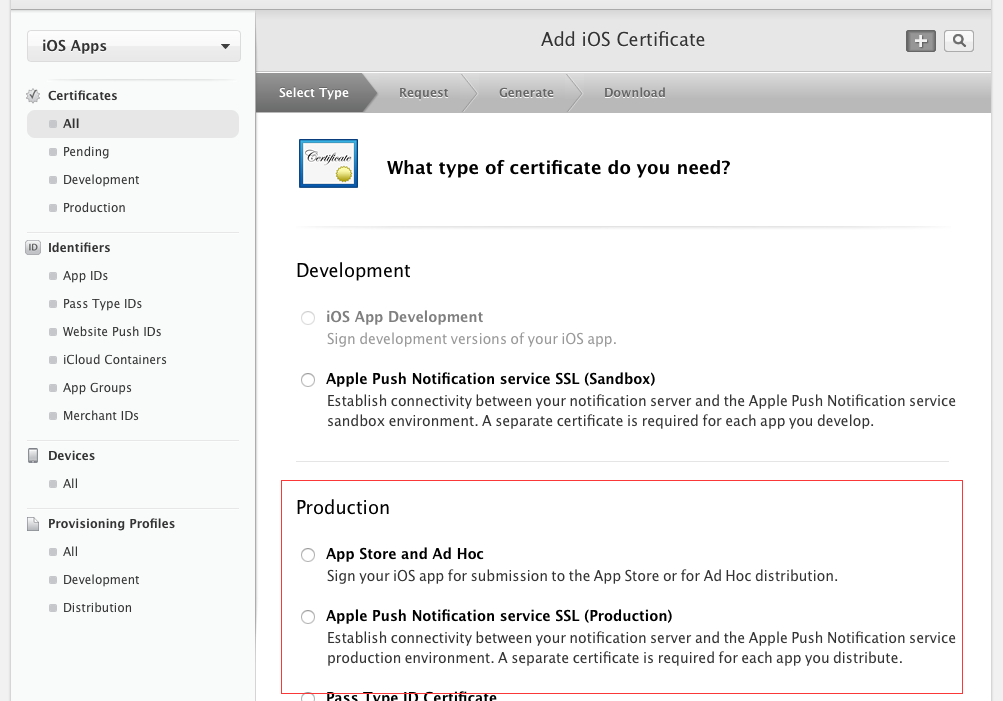 iOS Apps
Add iOS Certificate
Select Type
Request
Generate
Download
Certificates
All
Pending
Development
Production
ID Identifiers
App IDs
Pass Type IDs
Website Push IDs
iCloud Containers
App Groups
Merchant IDs
Devices
All
Provisioning Profiles
All
Development
Distribution
Certificate
What type of certificate do you need?
Development
iOS App Development
Sign development versions of your iOS app.
Apple Push Notification service SSL (Sandbox)
Establish connectivity between your notification server and the Apple Push Notification service
sandbox environment. A separate certificate is required for each app you develop.
Production
App Store and Ad Hoc
Sign your iOS app for submission to the App Store or for Ad Hoc distribution.
Apple Push Notification service SSL (Production)
Establish connectivity between your notification server and the Apple Push Notification service
production environment. A separate certificate is required for each app you distribute.
Pass Type ID Certificate